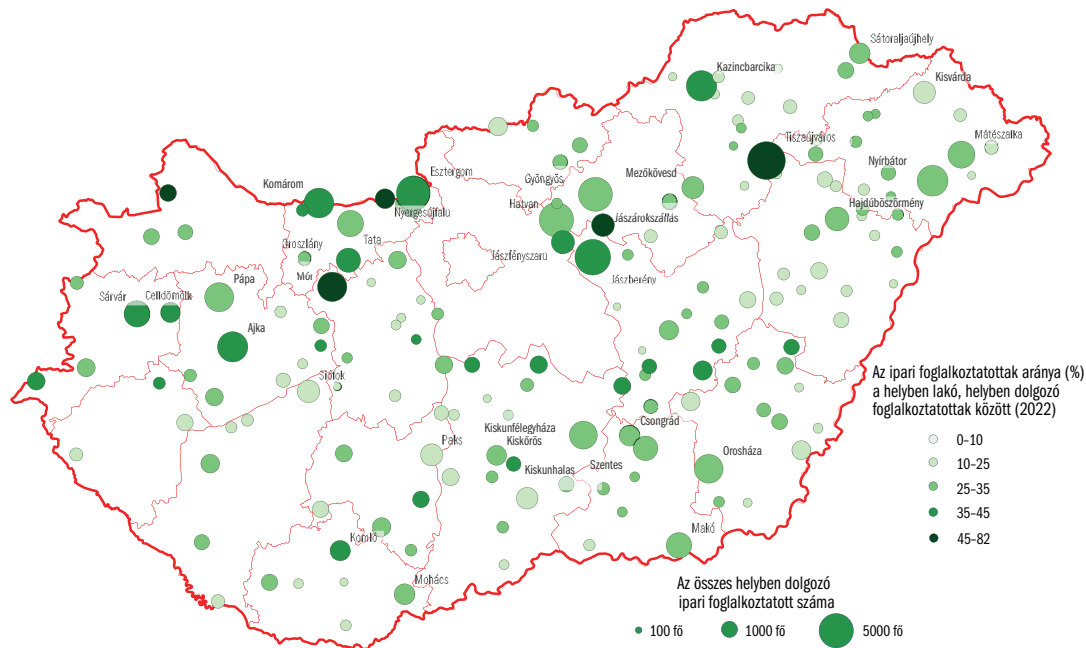 Sátoraljaújhely
Kazincbarcika
Kisvárda
Tiszaújváros
Mátészalka
Nyírbátor
Hajdúböszörmény
Mezőkövesd
Gyöngyös
Hatvan
Jászárokszállás
Jászfényszaru
Jászberény
Esztergom
Komárom
Nyergesújfalu
Oroszlány
Tata
Mór
Pápa
Sárvár
Celldömölk
Ajka
Siófok
Paks
Kiskunfélegyháza
Kiskőrös
Kiskunhalas
Csongrád
Szentes
Orosháza
Makó
Komló
Mohács
Az ipari foglalkoztatottak aránya (%)
a helyben lakó, helyben dolgozó
foglalkoztatottak között (2022)
0-10
10-25
25-35
35-45
45-82
Az összes helyben dolgozó
ipari foglalkoztatott száma
100 fő
1000 fő
5000 fő